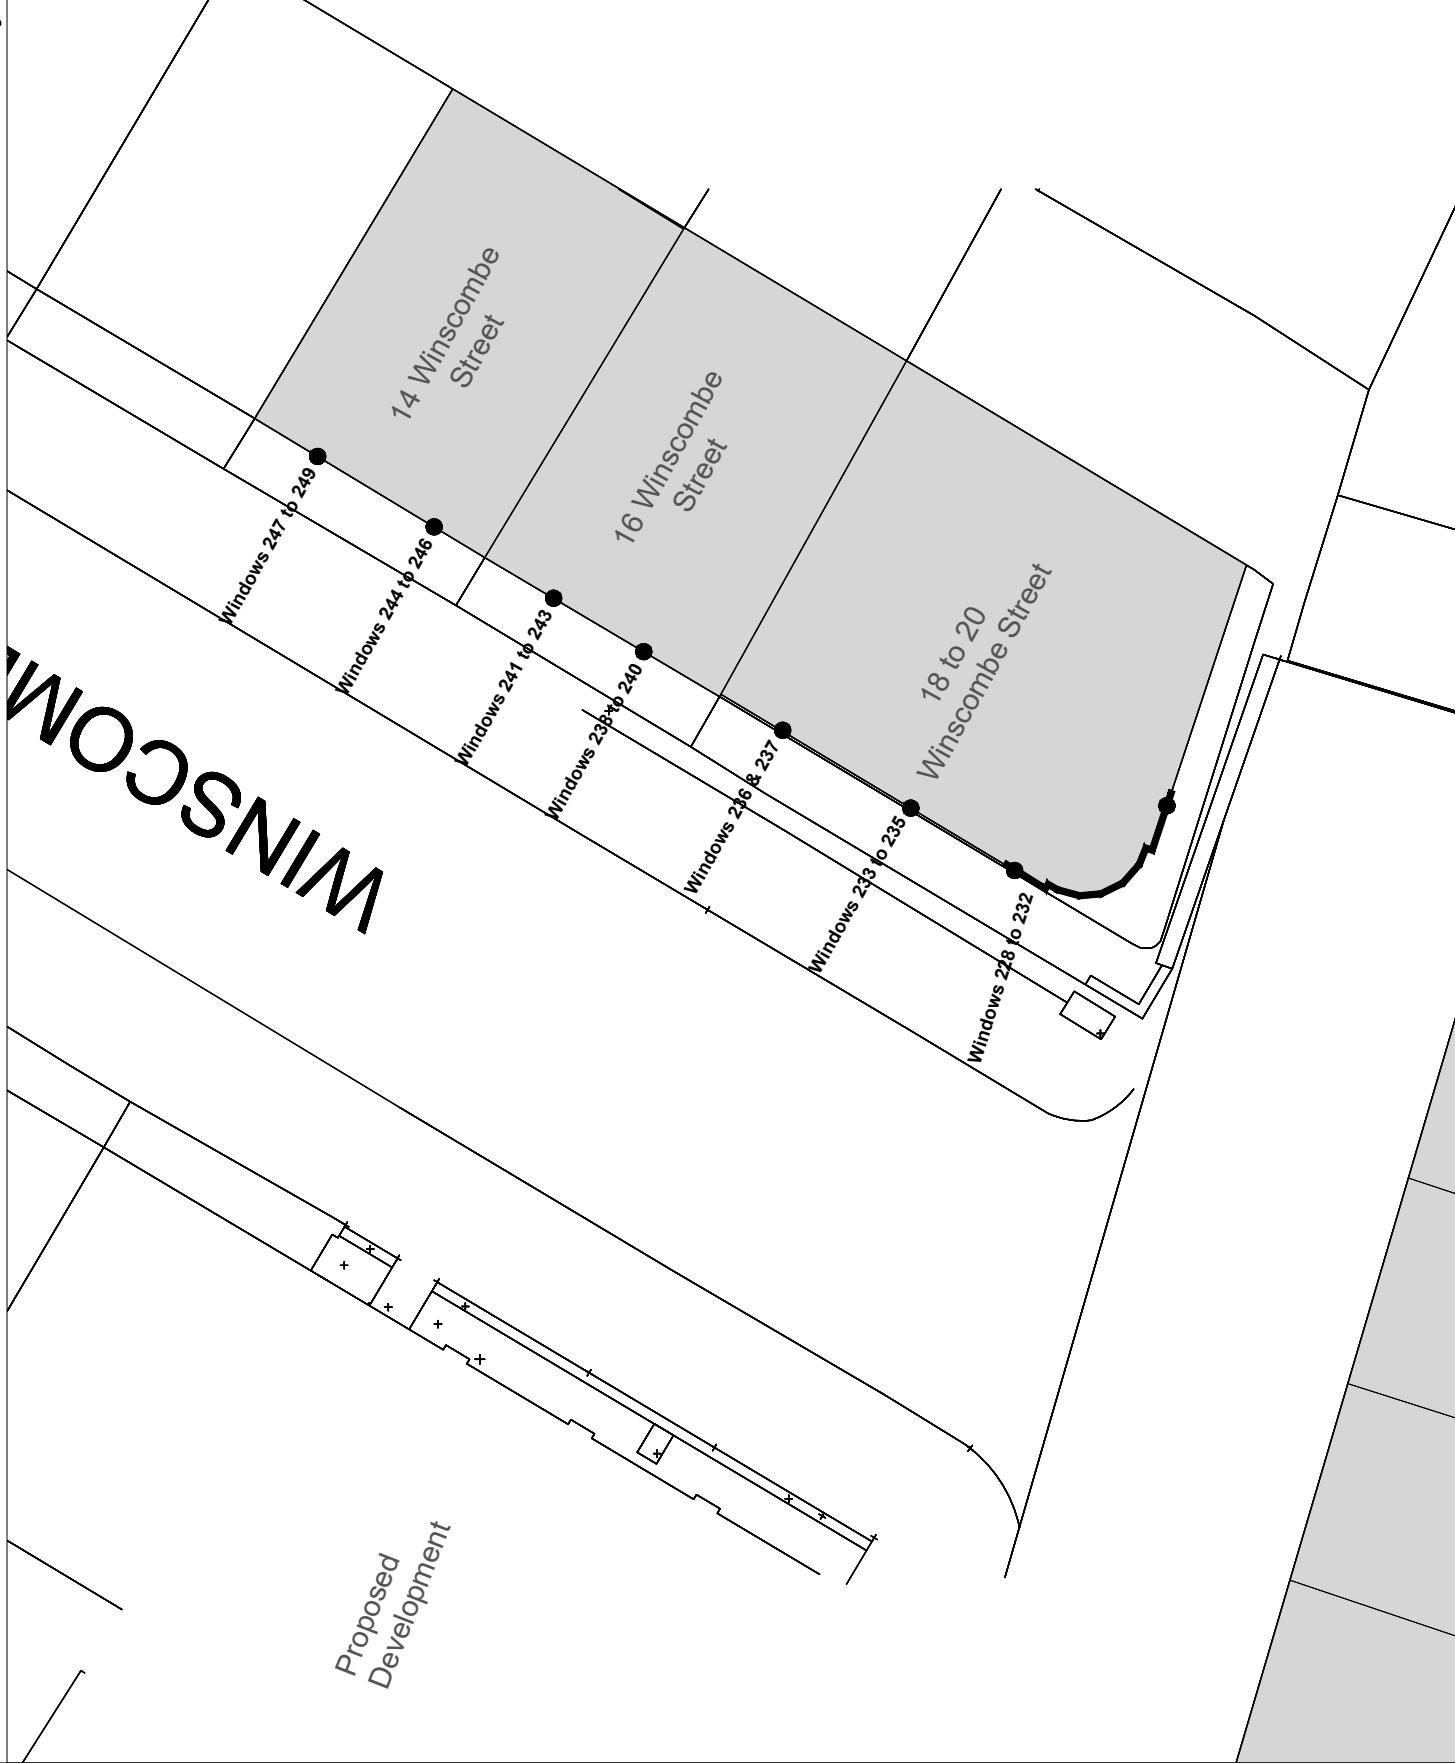 14 Winscombe
Street
16 Winscombe
Street
18 to 20
Winscombe Street
Windows 247 to 249
Windows 244 to 246
Windows 241 to 243
Windows 238 to 240
Windows 236 & 237
Windows 233 to 235
Windows 228 to 232
WINSCOM
Proposed
Development